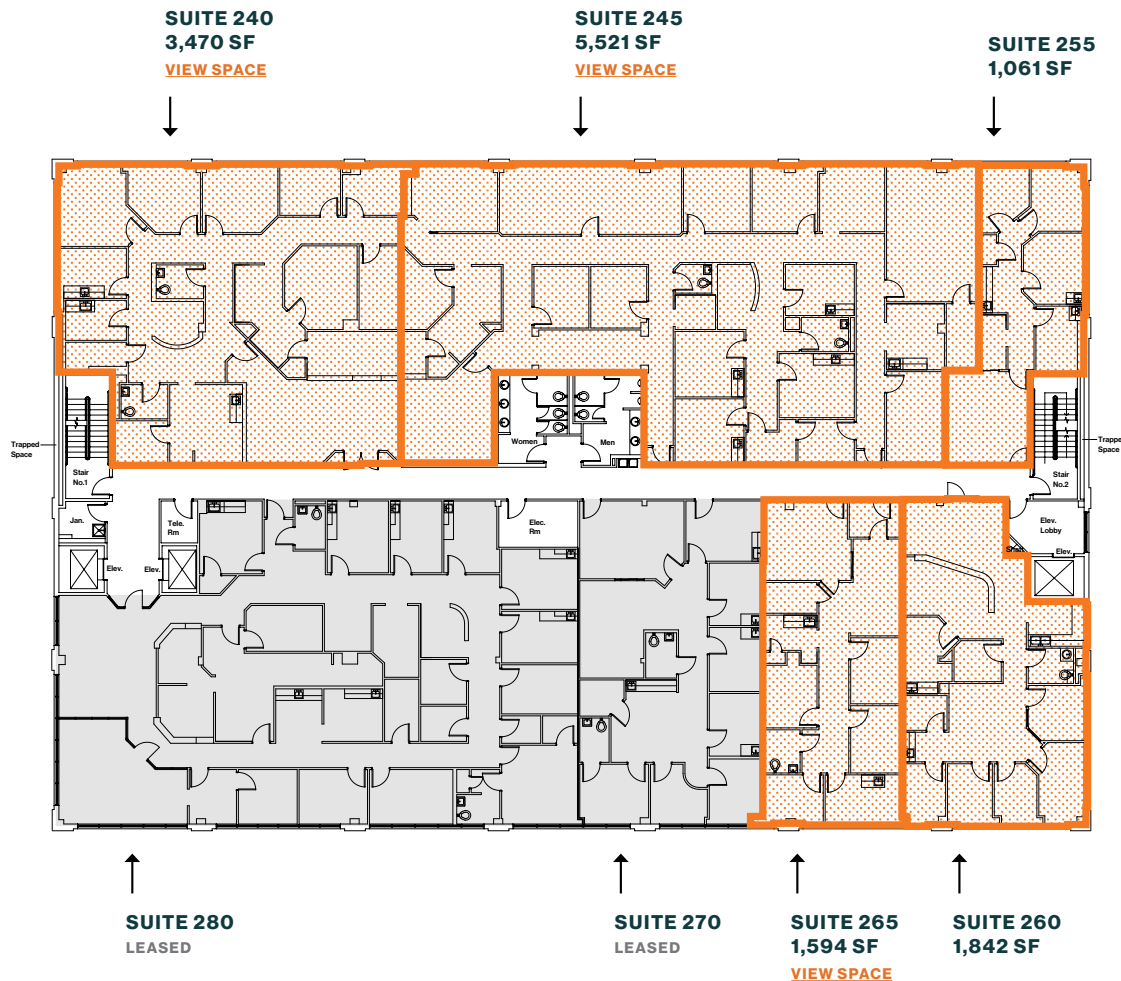 SUITE 240
3,470 SF
VIEW SPACE
SUITE 245
5,521 SF
VIEW SPACE
SUITE 255
1,061 SF
Trapped
Space
Stair
No.1
Women
Men
Trappe
Space
Stair
No.2
Jan.
Tele.
Rm
Elec.
Rm
Elev.
Lobby
Shaft
Elev.
Elev.
Elev.
SUITE 280
LEASED
SUITE 270
LEASED
SUITE 265
1,594 SF
VIEW SPACE
SUITE 260
1,842 SF